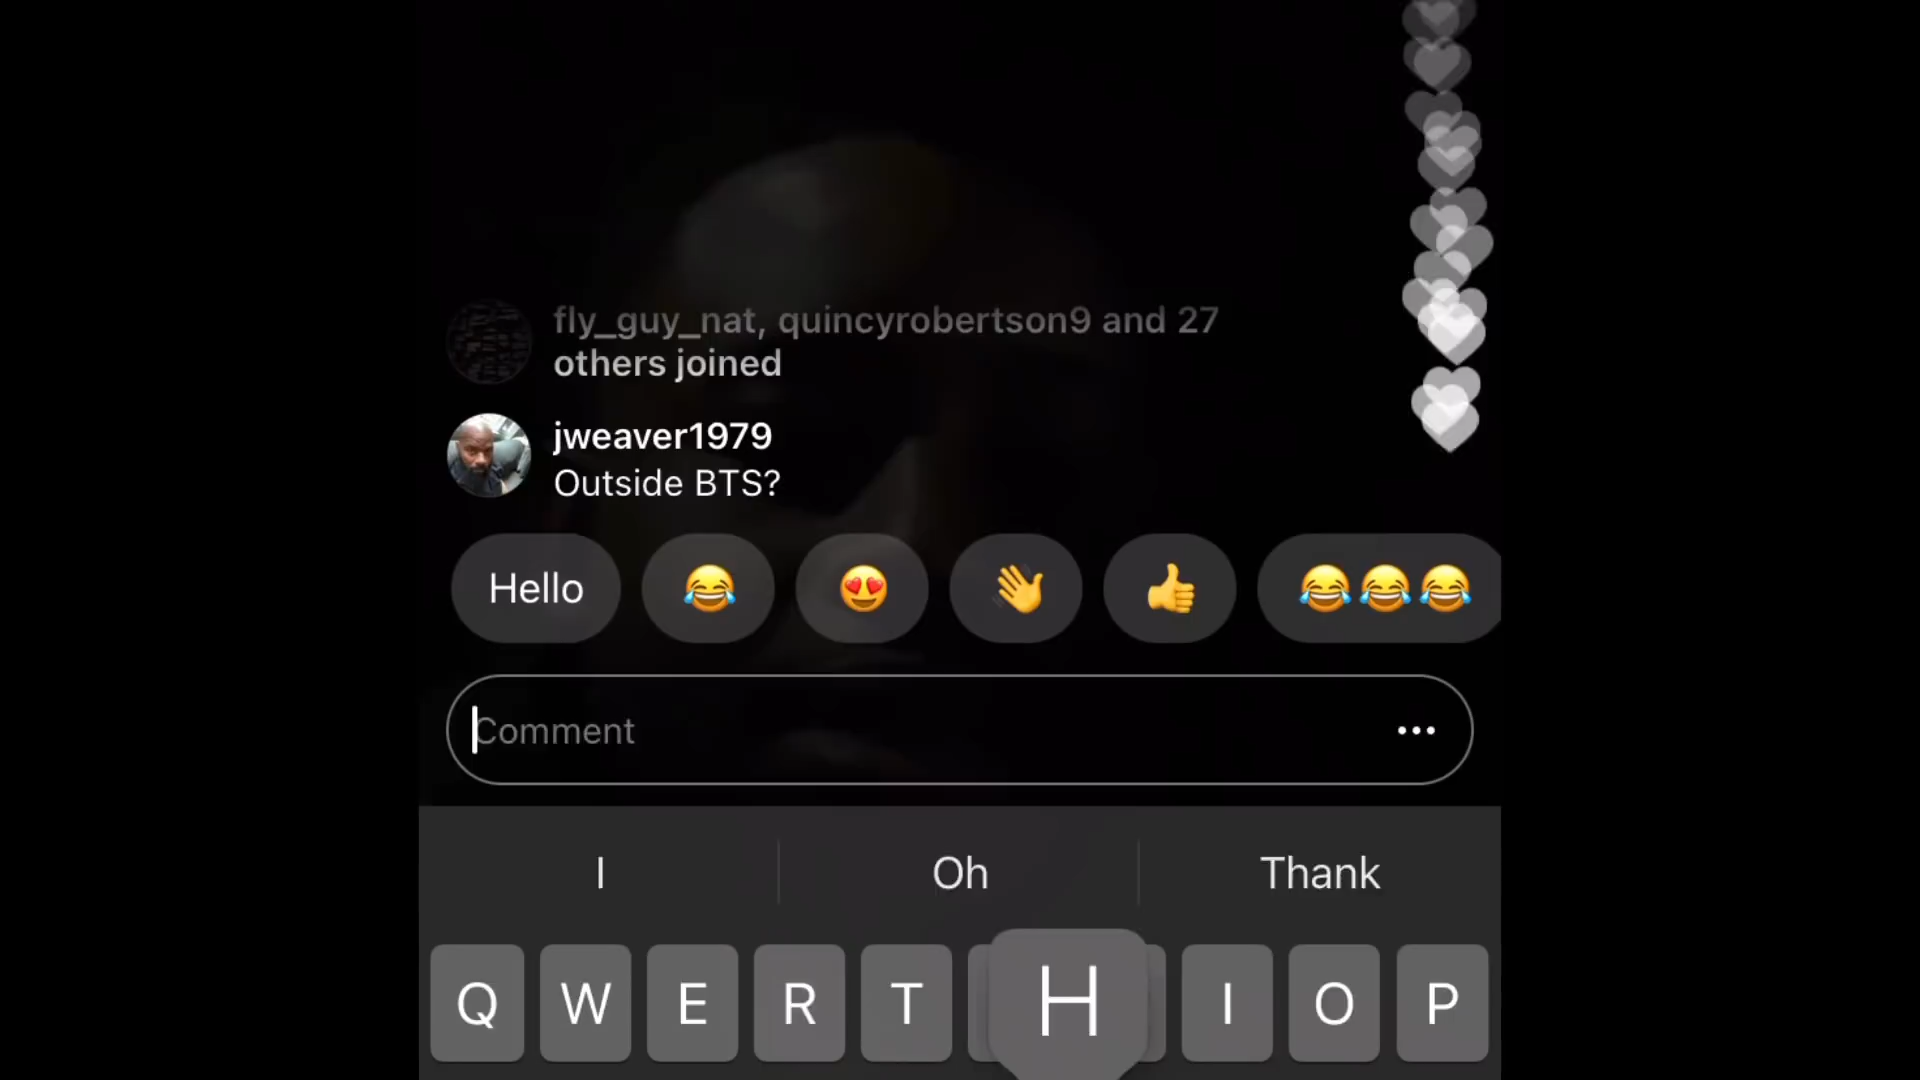 fly_guy_nat, quincyrobertson9 and 27
others joined
jweaver1979
Outside BTS?
Hello 😂 😍 👋 👍 😂😂😂
Comment
I Oh Thank
Q W E R T H I O P